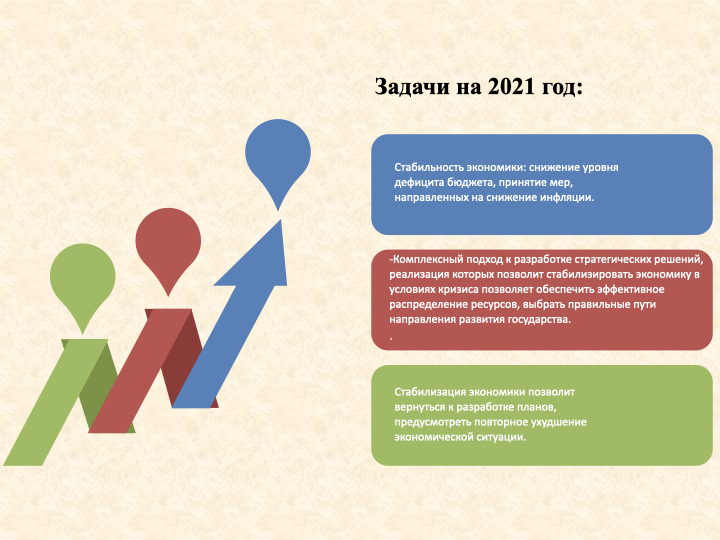 Задачи на 2021 год:
Стабильность экономики: снижение уровня
дефицита бюджета, принятие мер,
направленных на снижение инфляции.
-Комплексный подход к разработке стратегических решений,
реализация которых позволит стабилизировать экономику в
условиях кризиса позволяет обеспечить эффективное
распределение ресурсов, выбрать правильные пути
направления развития государства.
.
Стабилизация экономики позволит
вернуться к разработке планов,
предусмотреть повторное ухудшение
экономической ситуации.